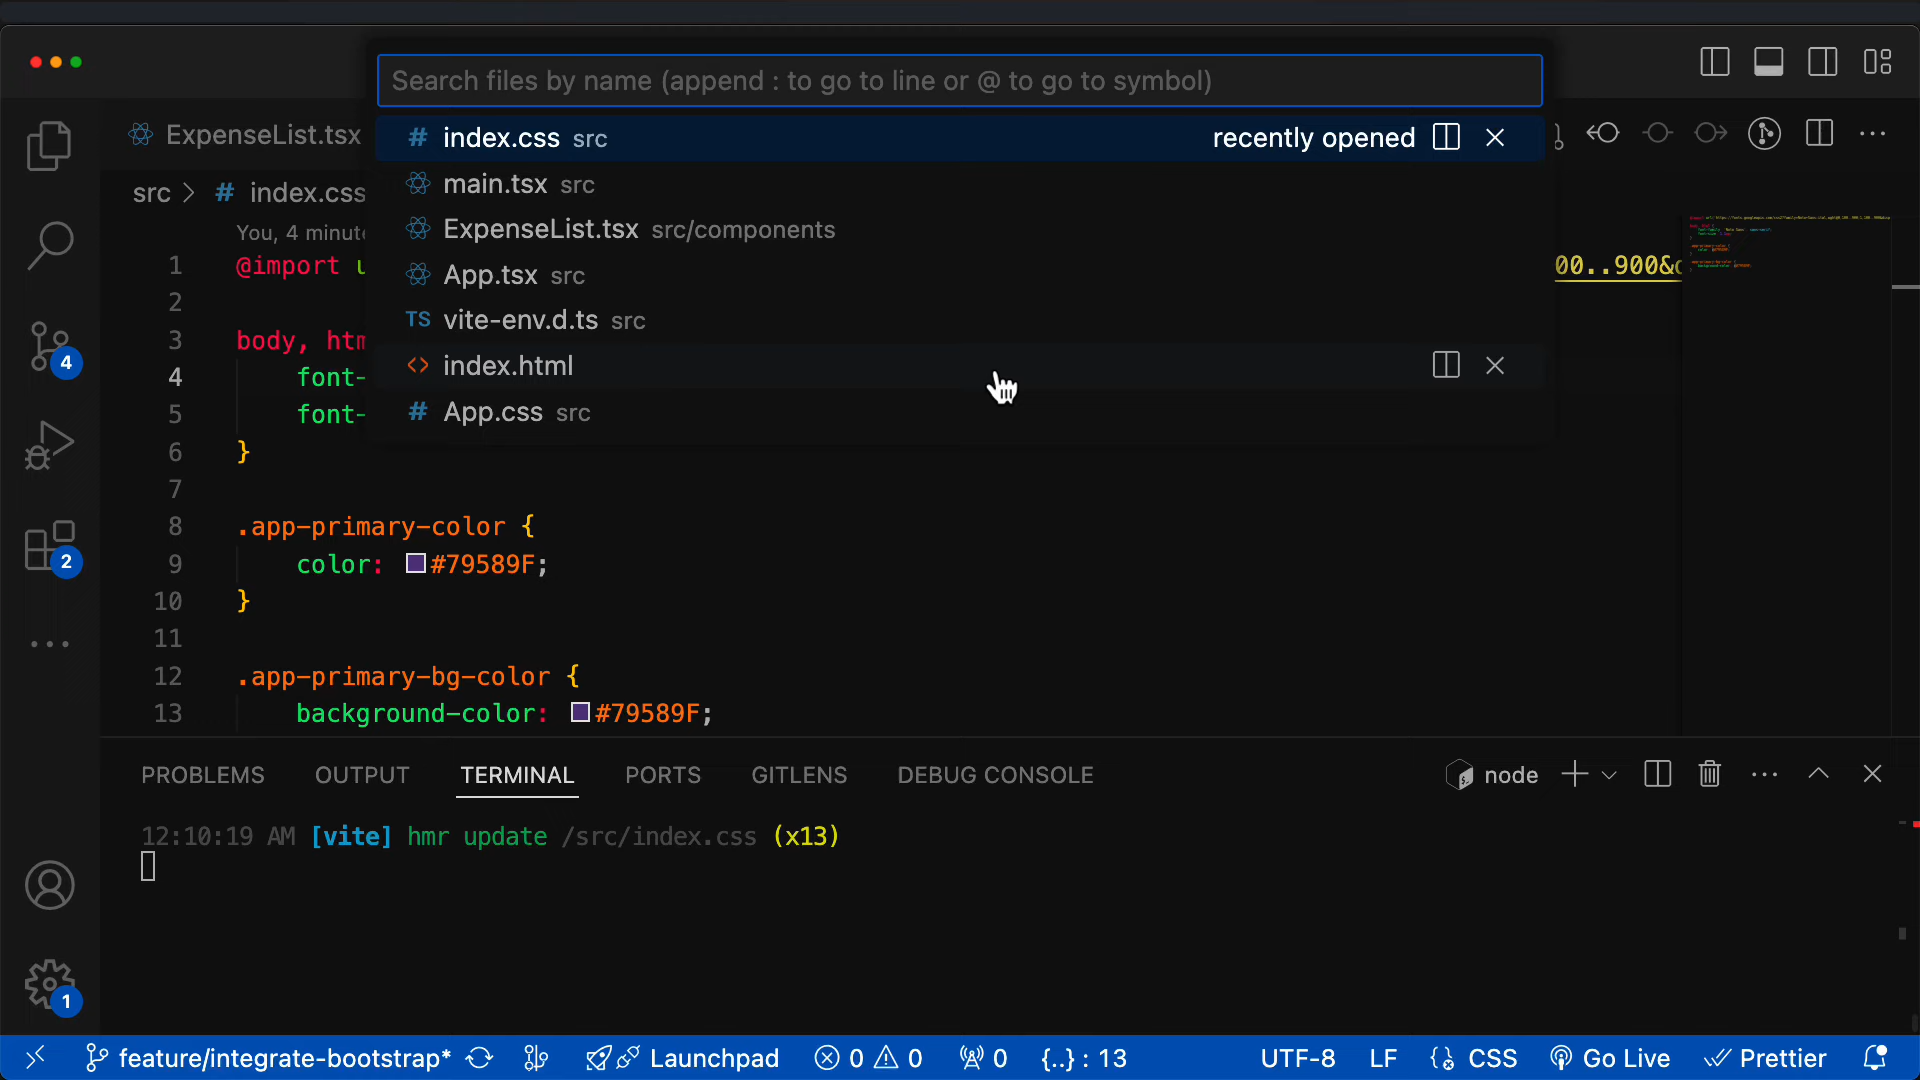 Search files by name (append : to go to line or @ to go to symbol)
# index.css src recently opened
main.tsx src
ExpenseList.tsx src/components
App.tsx src
TS vite-env.d.ts src
<> index.html
# App.css src
ExpenseList.tsx
src > # index.css
You, 4
1 @import 00..900&
2
3 body,
4 font-
5 font-
6 }
7
8 .app-primary-color {
9 color: #79589F;
10 }
11
12 .app-primary-bg-color {
13 background-color: #79589F;
4
2
1
PROBLEMS OUTPUT TERMINAL PORTS GITLENS DEBUG CONSOLE node
12:10:19 AM [vite] hmr update /src/index.css (x13)
feature/integrate-bootstrap* Launchpad 0 0 0 {..} : 13 UTF-8 LF CSS Go Live Prettier